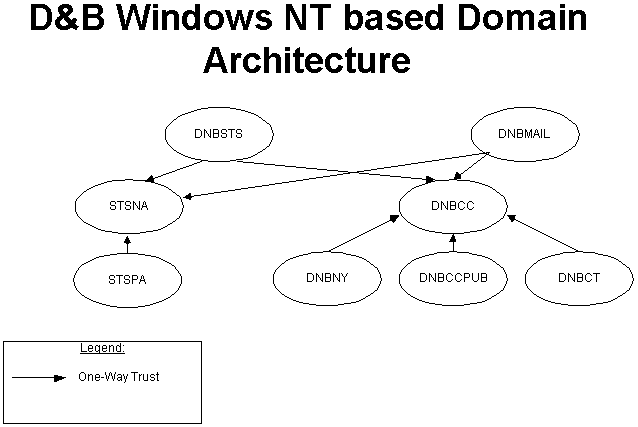 D&B Windows NT based Domain
Architecture
DNBSTS
DNBMAIL
STSNA
DNBCC
STSPA
DNBNY
DNBCCPUB
DNBCT
Legend:
One-Way Trust